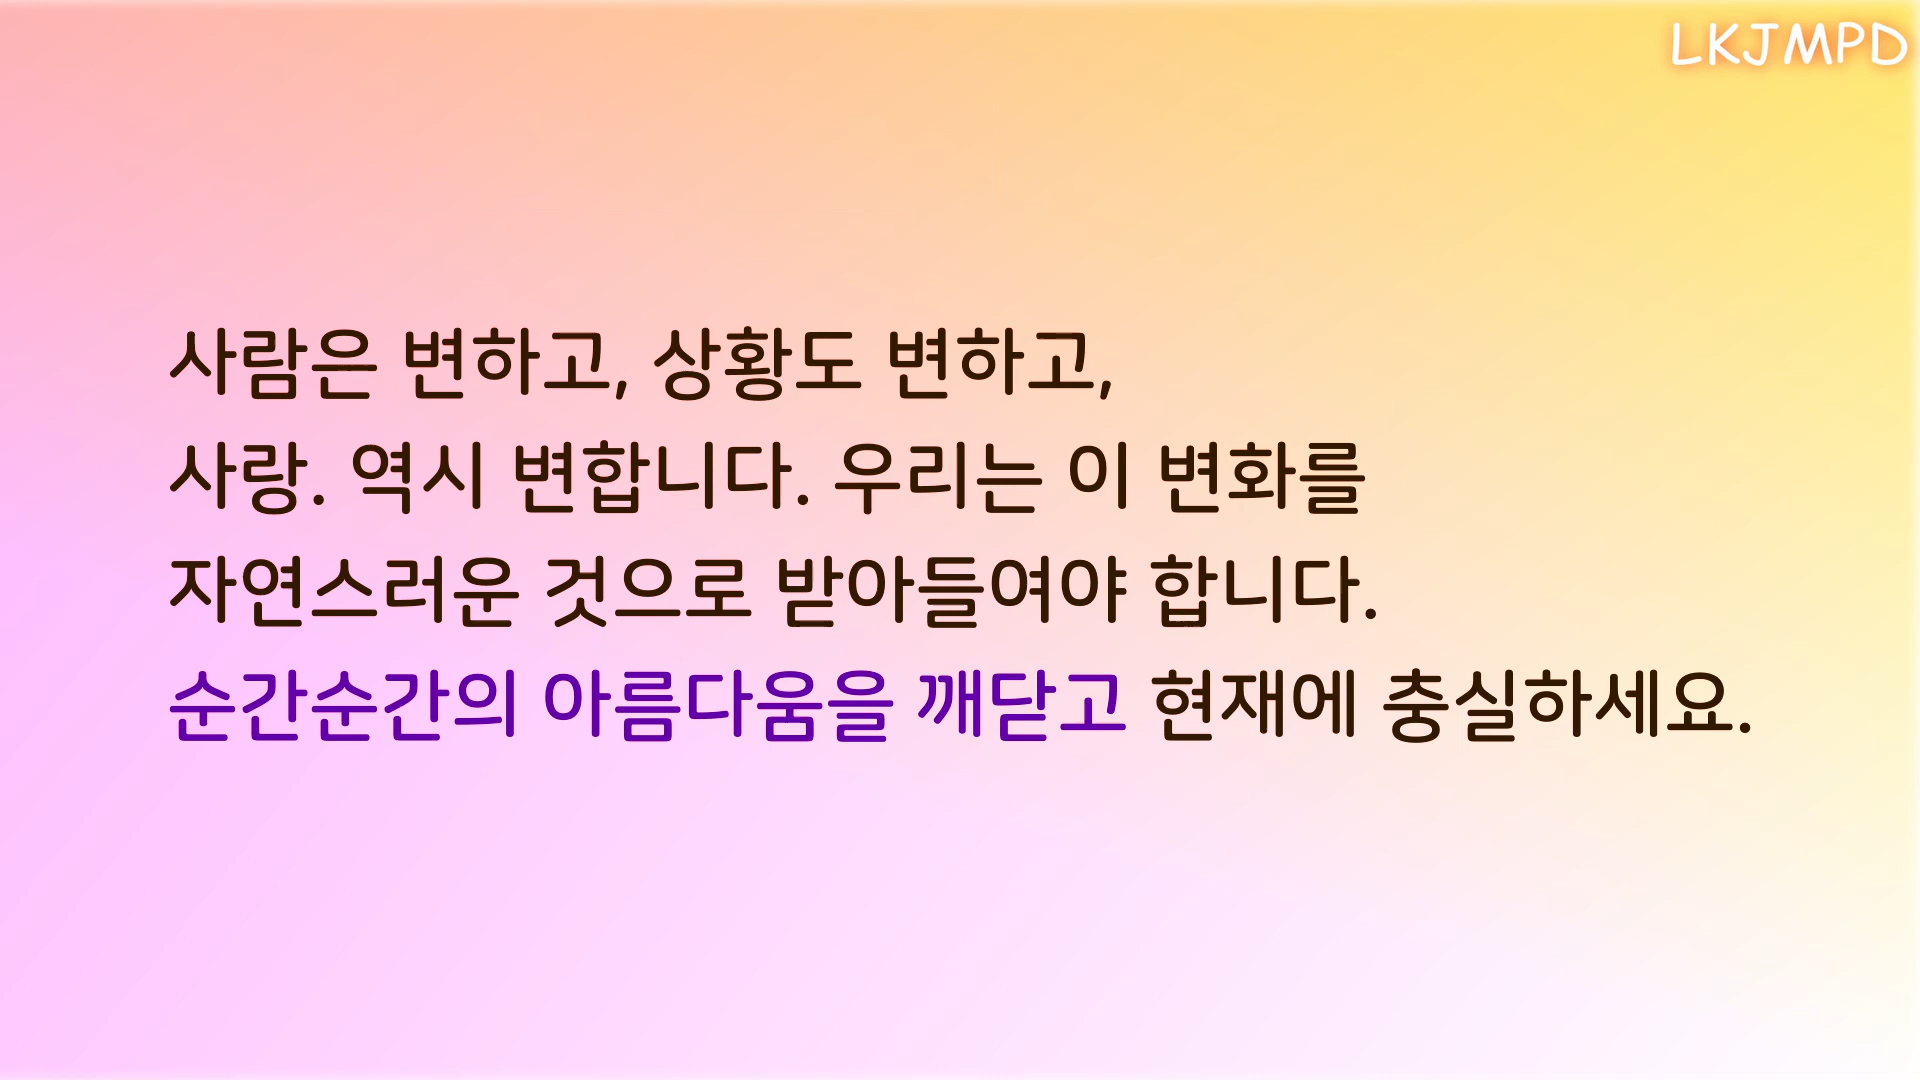 LKJMPD
사람은 변하고, 상황도 변하고,
사랑. 역시 변합니다. 우리는 이 변화를
자연스러운 것으로 받아들여야 합니다.
순간순간의 아름다움을 깨닫고 현재에 충실하세요.